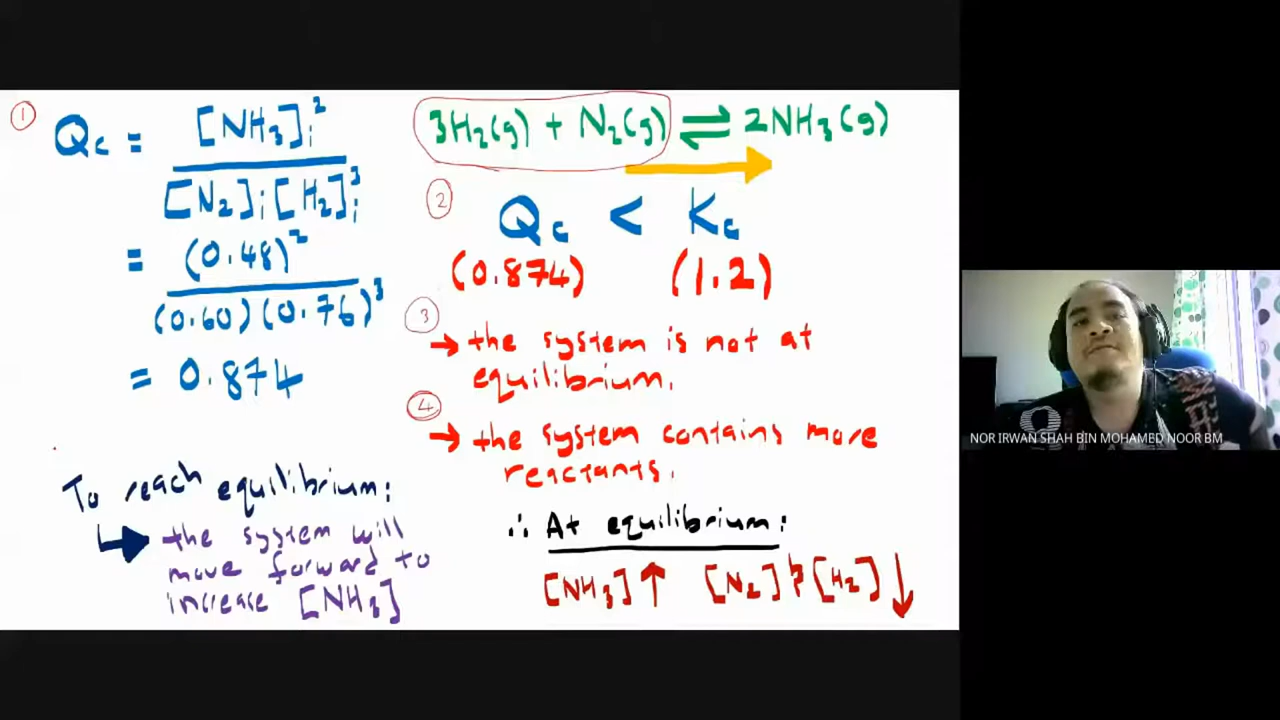 ①
Qc = [NH₃]ᵢ²
[N₂]ᵢ[H₂]ᵢ³
= (0.48)²
(0.60)(0.76)³
= 0.874
To reach equilibrium:
↳ the system will
move forward to
increase [NH₃]
3H₂(g) + N₂(g) ⇌ 2NH₃(g)
②
Qc < Kc
(0.874) (1.2)
③
→ the system is not at
equilibrium.
④
→ the system contains more
reactants.
∴ At equilibrium:
[NH₃]↑ [N₂] & [H₂]↓
NOR IRWAN SHAH BIN MOHAMED NOOR BM